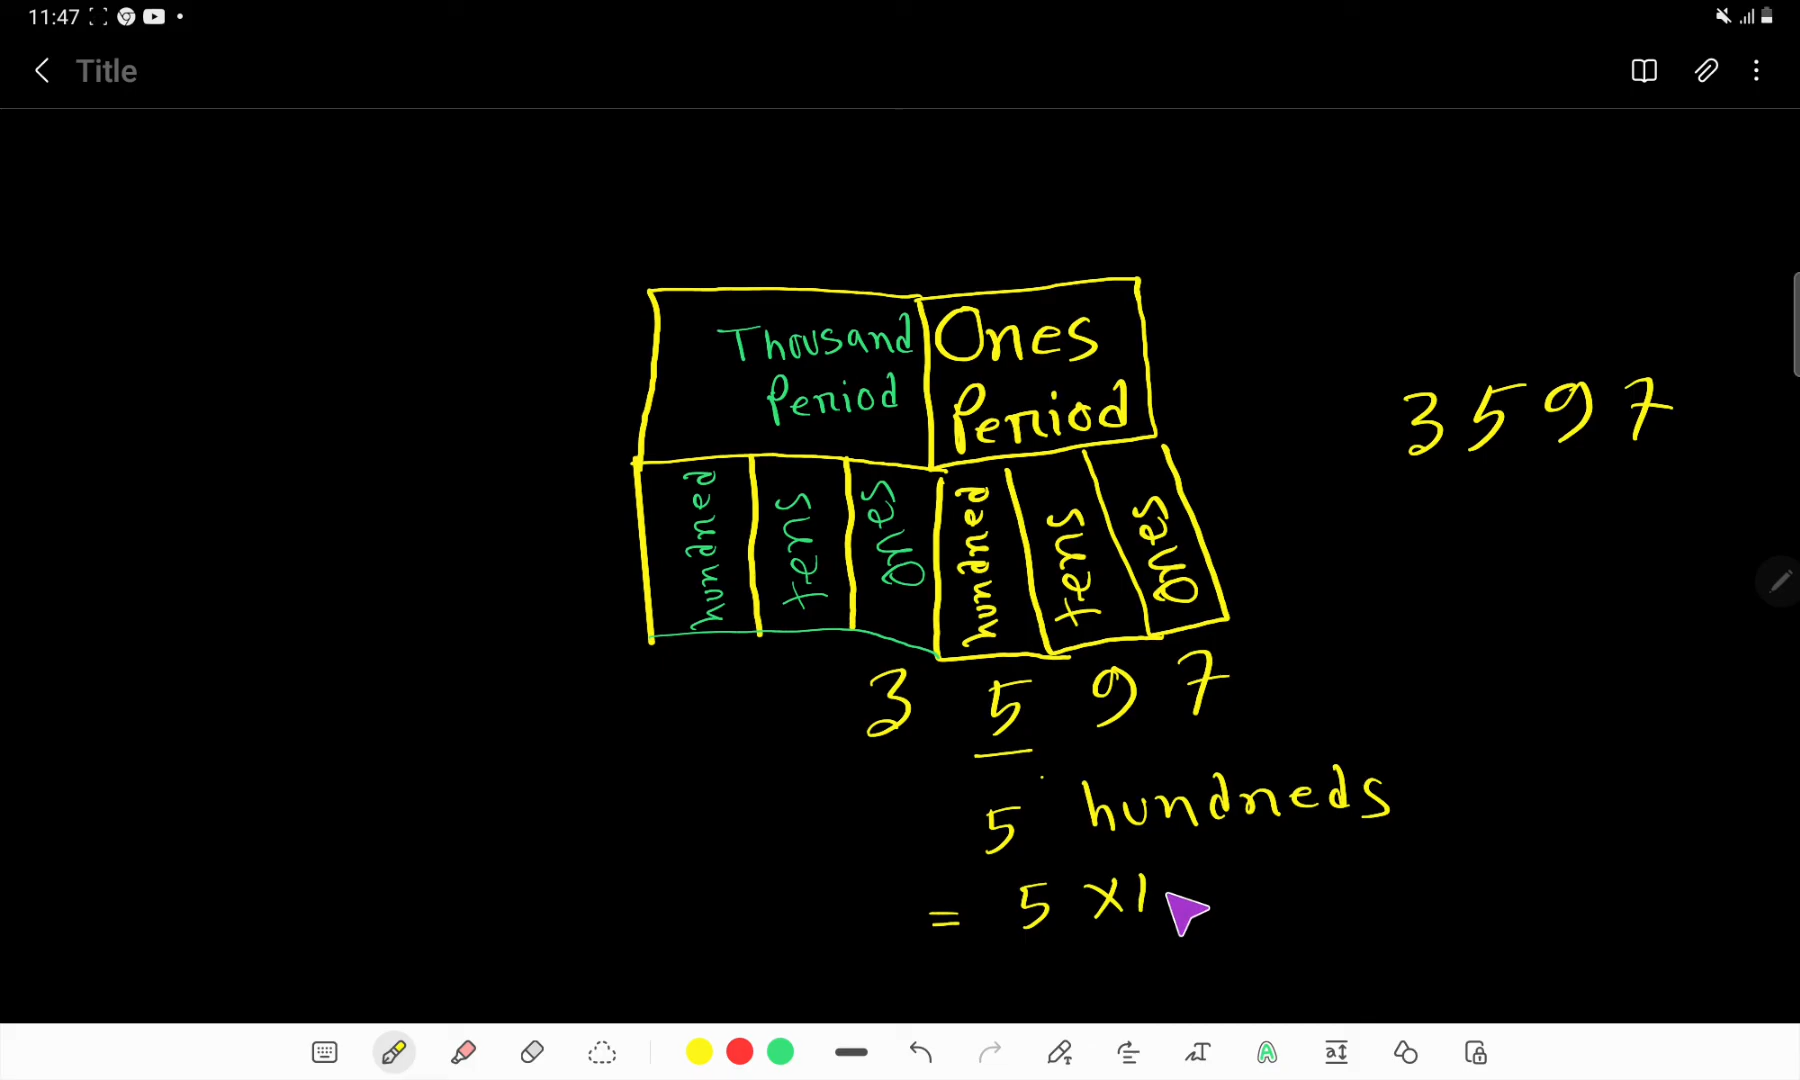 11:47
Title
Thousand Period
Ones Period
3597
hundred tens Ones hundred tens Ones
3 5 9 7
5 hundreds
= 5 × 1